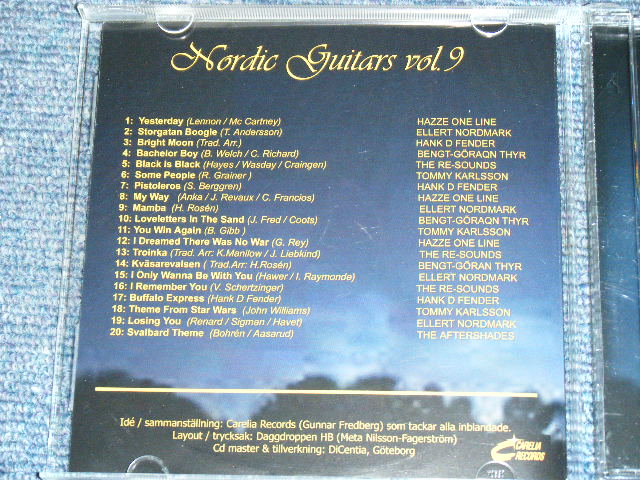 Nordic Guitars vol.9
1: Yesterday (Lennon / Mc Cartney) HAZZE ONE LINE
2: Storgatan Boogie (T. Andersson) ELLERT NORDMARK
3: Bright Moon (Trad. Arr.) HANK D FENDER
4: Bachelor Boy (B. Welch / C. Richard) BENGT-GÖRAQN THYR
5: Black is Black (Hayes / Wasday / Craingen) THE RE-SOUNDS
6: Some People (R. Grainer ) TOMMY KARLSSON
7: Pistoleros (S. Berggren) HANK D FENDER
8: My Way (Anka / J. Revaux / C. Francios) HAZZE ONE LINE
9: Mamba (H. Rosén) ELLERT NORDMARK
10: Loveletters In The Sand (J. Fred / Coots) BENGT-GÖRAQN THYR
11: You Win Again (B. Gibb ) TOMMY KARLSSON
12: I Dreamed There Was No War (G. Rey) HAZZE ONE LINE
13: Troinka (Trad. Arr: K.Manilow / J. Liebkind) THE RE-SOUNDS
14: Kväsarevalsen ( Trad.Arr: H.Rosén) BENGT-GÖRAN THYR
15: I Only Wanna Be With You (Hawer / I. Raymonde) ELLERT NORDMARK
16: I Remember You (V. Schertzinger) THE RE-SOUNDS
17: Buffalo Express (Hank D Fender) HANK D FENDER
18: Theme From Star Wars (John Williams) TOMMY KARLSSON
19: Losing You (Renard / Sigman / Havet) ELLERT NORDMARK
20: Svalbard Theme (Bohrén / Aasarud) THE AFTERSHADES
Idé / sammanställning: Carelia Records (Gunnar Fredberg) som tackar alla inblandade.
Layout / trycksak: Daggdroppen HB (Meta Nilsson-Fagerström)
Cd master & tillverkning: DiCentia, Göteborg
CARELIA
RECORDS